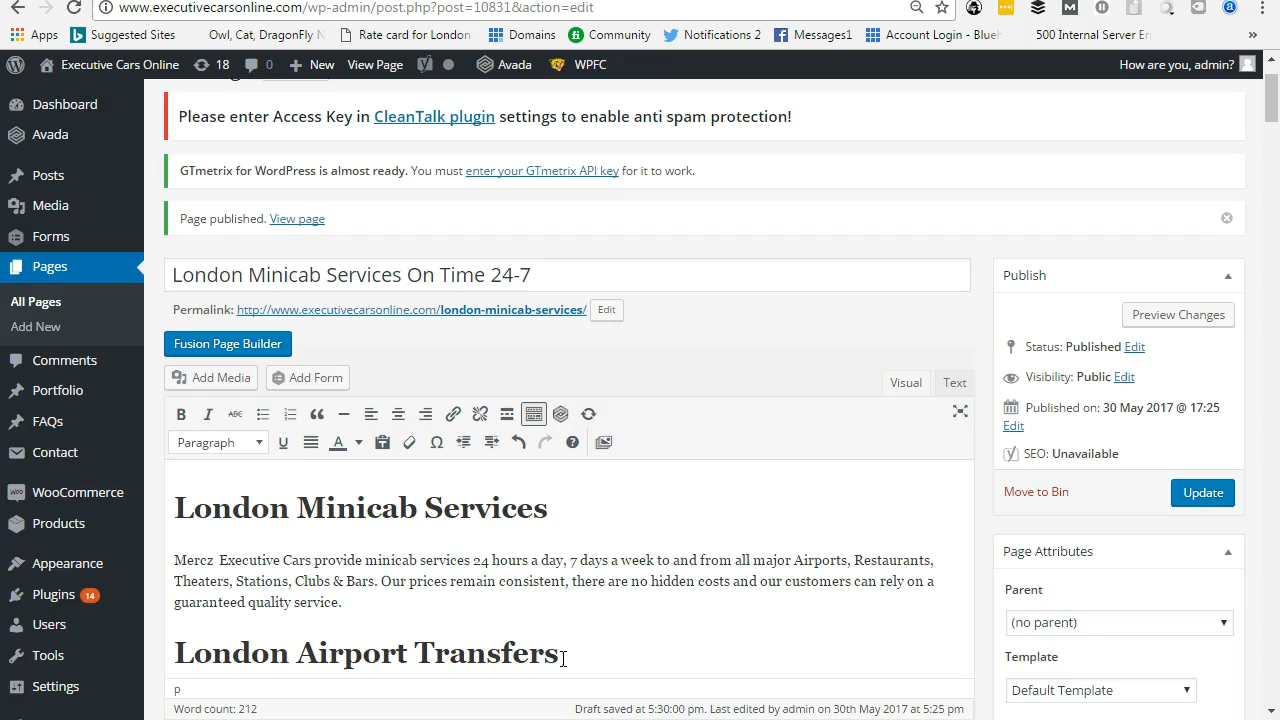 www.executivecarsonline.com/wp-admin/post.php?post=10831&action=edit
Apps Suggested Sites Owl, Cat, DragonFly N Rate card for London Domains Community Notifications 2 Messages1 Account Login - Blueh 500 Internal Server Er »
Executive Cars Online 18 0 New View Page Avada WPFC How are you, admin?
Dashboard
Avada
Posts
Media
Forms
Pages
All Pages
Add New
Comments
Portfolio
FAQs
Contact
WooCommerce
Products
Appearance
Plugins 14
Users
Tools
Settings
Please enter Access Key in CleanTalk plugin settings to enable anti spam protection!
GTmetrix for WordPress is almost ready. You must enter your GTmetrix API key for it to work.
Page published. View page
London Minicab Services On Time 24-7
Permalink: http://www.executivecarsonline.com/london-minicab-services/ Edit
Fusion Page Builder
Add Media Add Form Visual Text
B I ABC
Paragraph U A Ω
London Minicab Services
Mercz Executive Cars provide minicab services 24 hours a day, 7 days a week to and from all major Airports, Restaurants,
Theaters, Stations, Clubs & Bars. Our prices remain consistent, there are no hidden costs and our customers can rely on a
guaranteed quality service.
London Airport Transfers
p
Word count: 212 Draft saved at 5:30:00 pm. Last edited by admin on 30th May 2017 at 5:25 pm
Publish
Preview Changes
Status: Published Edit
Visibility: Public Edit
Published on: 30 May 2017 @ 17:25
Edit
SEO: Unavailable
Move to Bin Update
Page Attributes
Parent
(no parent)
Template
Default Template